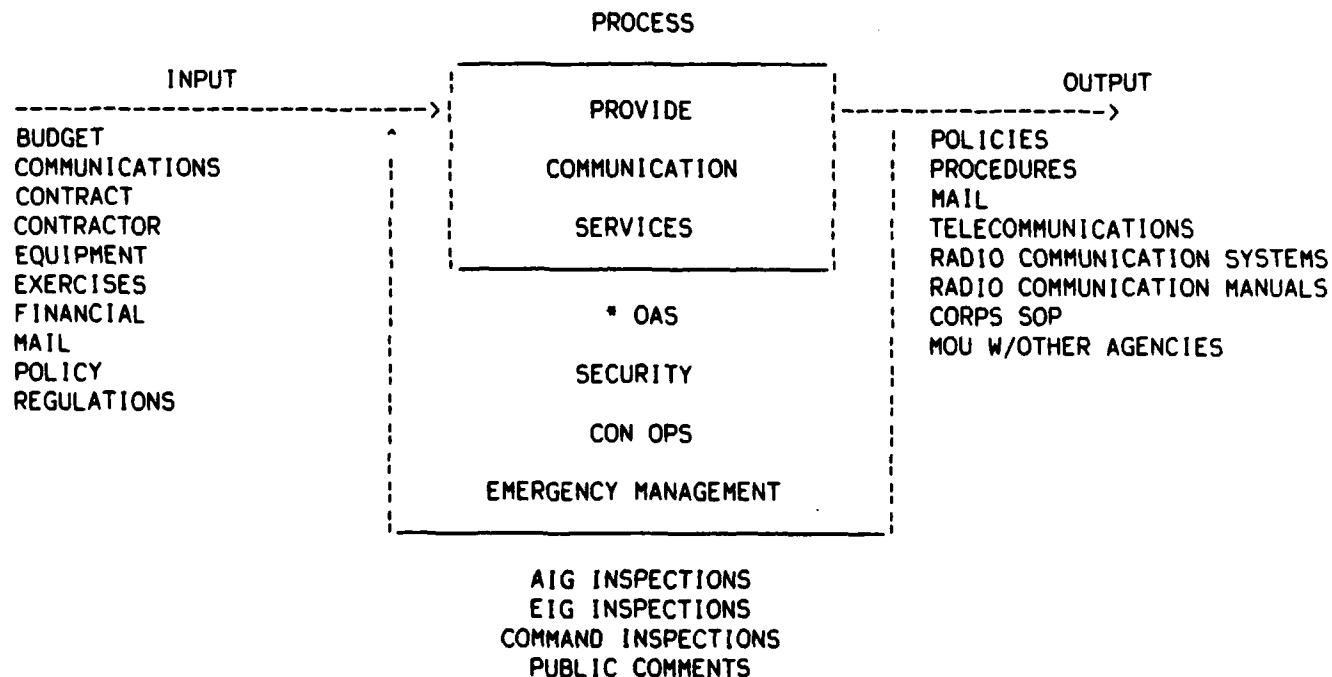 PROCESS
INPUT
OUTPUT
PROVIDE
COMMUNICATION
SERVICES
BUDGET
COMMUNICATIONS
CONTRACT
CONTRACTOR
EQUIPMENT
EXERCISES
FINANCIAL
MAIL
POLICY
REGULATIONS
* OAS
SECURITY
CON OPS
EMERGENCY MANAGEMENT
POLICIES
PROCEDURES
MAIL
TELECOMMUNICATIONS
RADIO COMMUNICATION SYSTEMS
RADIO COMMUNICATION MANUALS
CORPS SOP
MOU W/OTHER AGENCIES
AIG INSPECTIONS
EIG INSPECTIONS
COMMAND INSPECTIONS
PUBLIC COMMENTS